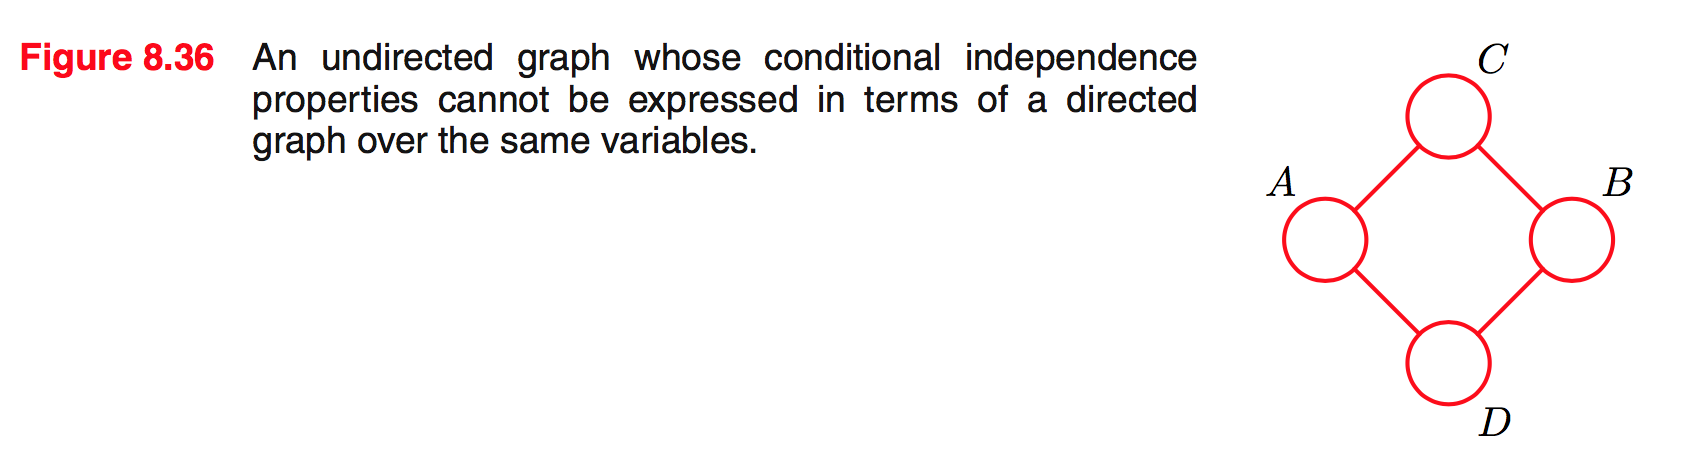 Figure 8.36 An undirected graph whose conditional independence
properties cannot be expressed in terms of a directed
graph over the same variables.
C
A
B
D